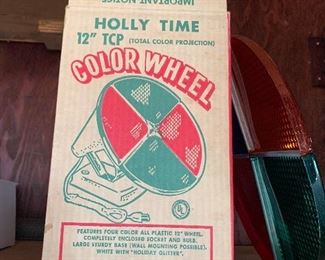 IMPORTANT NOTICE
HOLLY TIME
12" TCP (TOTAL COLOR PROJECTION)
COLOR WHEEL
UL
FEATURES FOUR COLOR ALL PLASTIC 12" WHEEL.
COMPLETELY ENCLOSED SOCKET AND BULB.
LARGE STURDY BASE (WALL MOUNTING POSSIBLE).
WHITE WITH "HOLIDAY GLITTER".